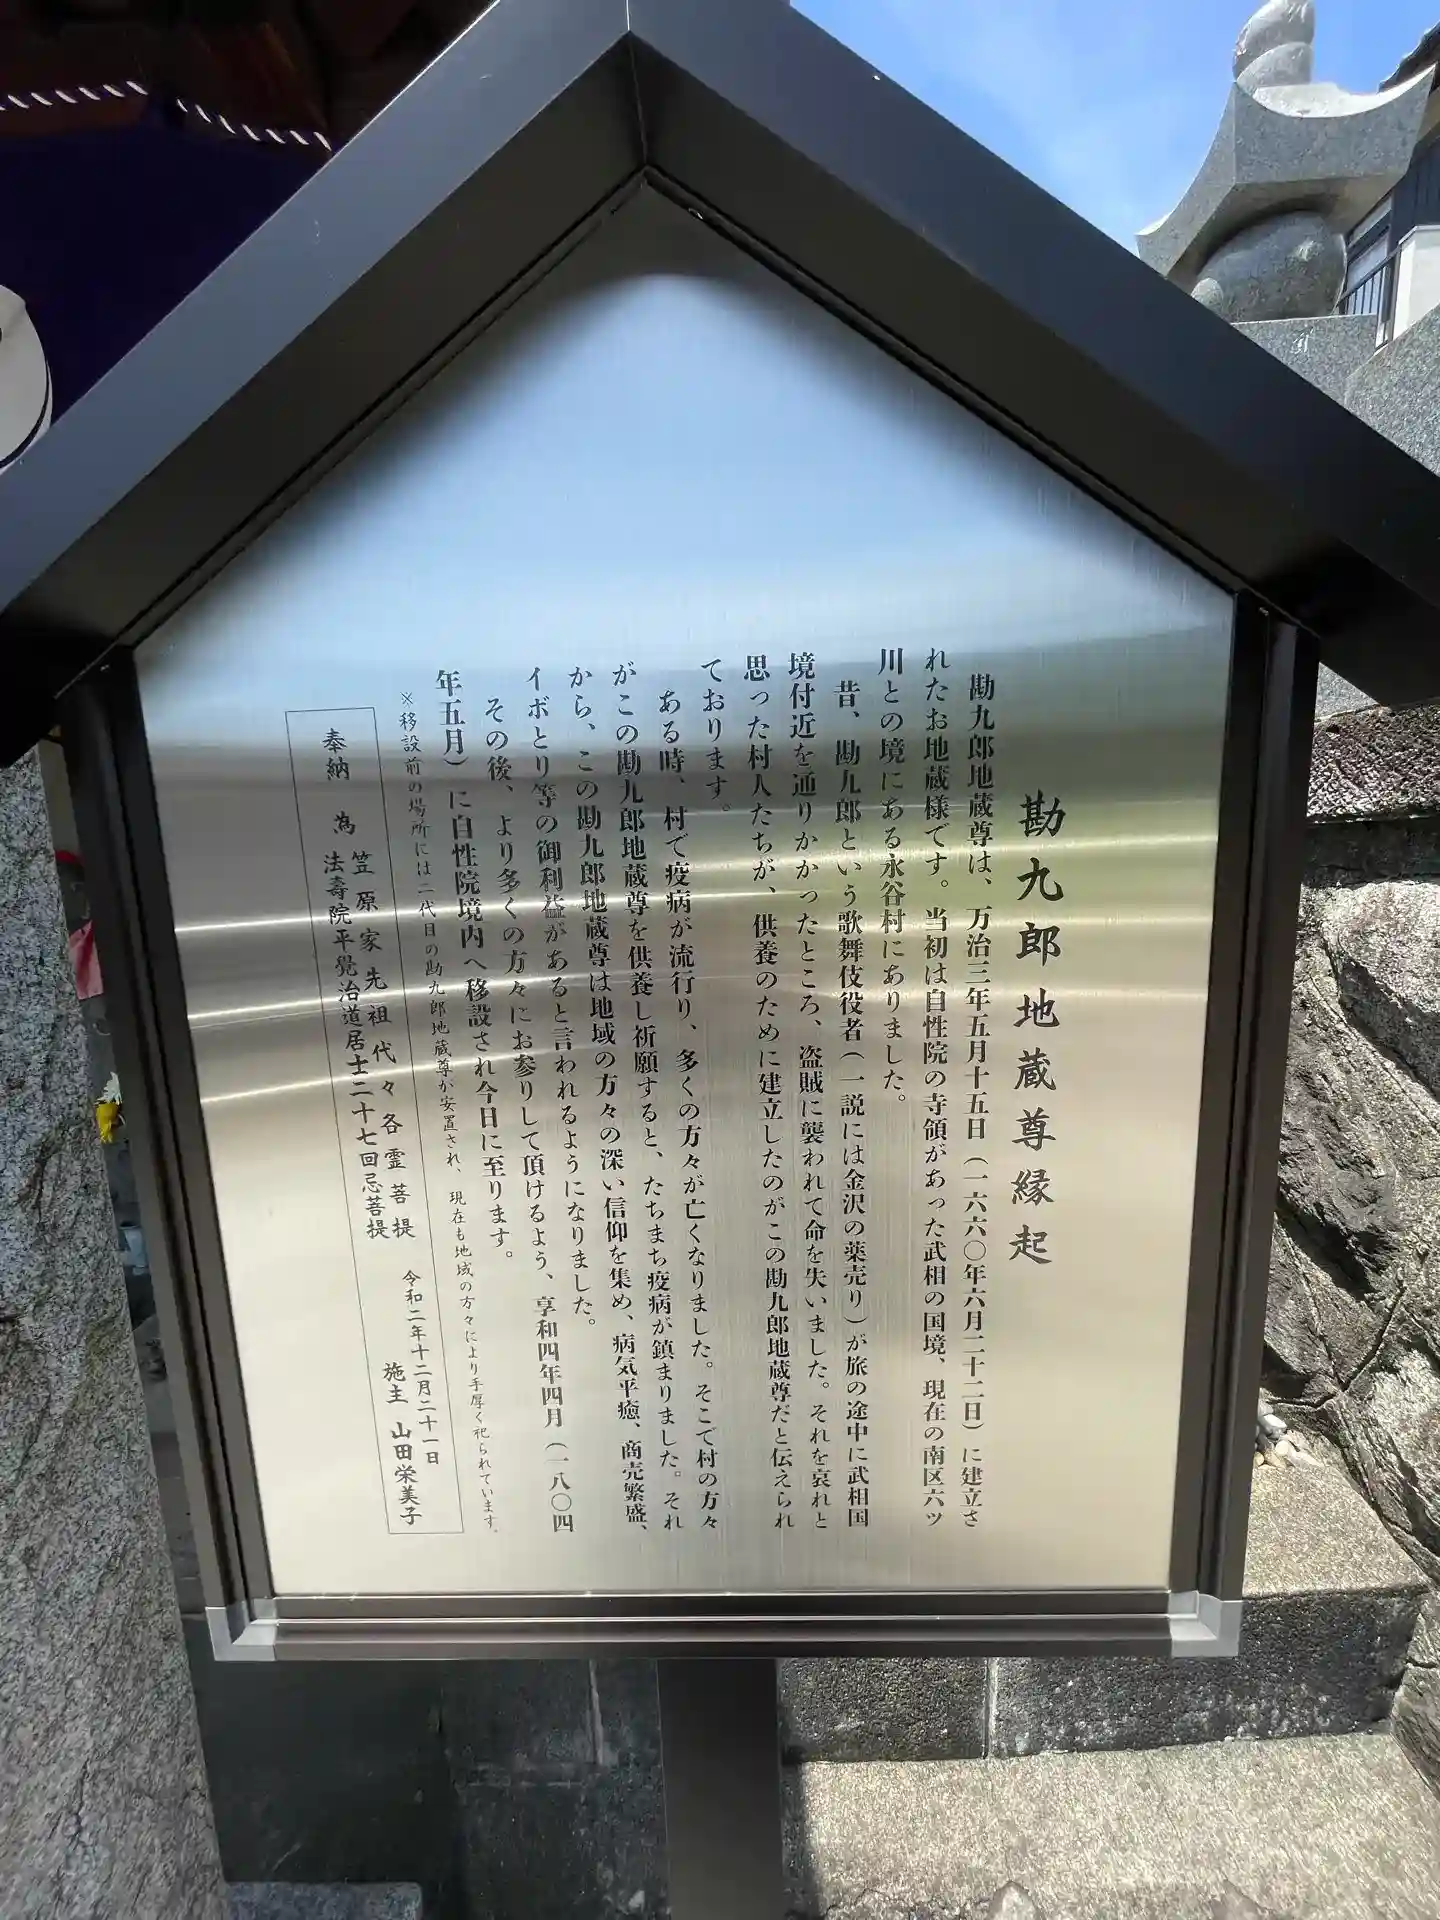 勘九郎地蔵尊縁起
勘九郎地蔵尊は、万治三年五月十五日（一六六〇年六月二十二日）に建立さ
れたお地蔵様です。当初は自性院の寺領があった武相の国境、現在の南区六ツ
川との境にある永谷村にありました。
昔、勘九郎という歌舞伎役者（一説には金沢の薬売り）が旅の途中に武相国
境付近を通りかかったところ、盗賊に襲われて命を失いました。それを哀れと
思った村人たちが、供養のために建立したのがこの勘九郎地蔵尊だと伝えられ
ております。
ある時、村で疫病が流行り、多くの方々が亡くなりました。そこで村の方々
がこの勘九郎地蔵尊を供養し祈願すると、たちまち疫病が鎮まりました。それ
から、この勘九郎地蔵尊は地域の方々の深い信仰を集め、病気平癒、商売繁盛、
イボとり等の御利益があると言われるようになりました。
その後、より多くの方々にお参りして頂けるよう、享和四年四月（一八〇四
年五月）に自性院境内へ移設され今日に至ります。
※移設前の場所には二代目の勘九郎地蔵尊が安置され、現在も地域の方々により手厚く祀られています。
奉納 為 笠原家先祖代々各霊菩提
法壽院平覺治道居士二十七回忌菩提
令和二年十二月二十一日
施主 山田栄美子